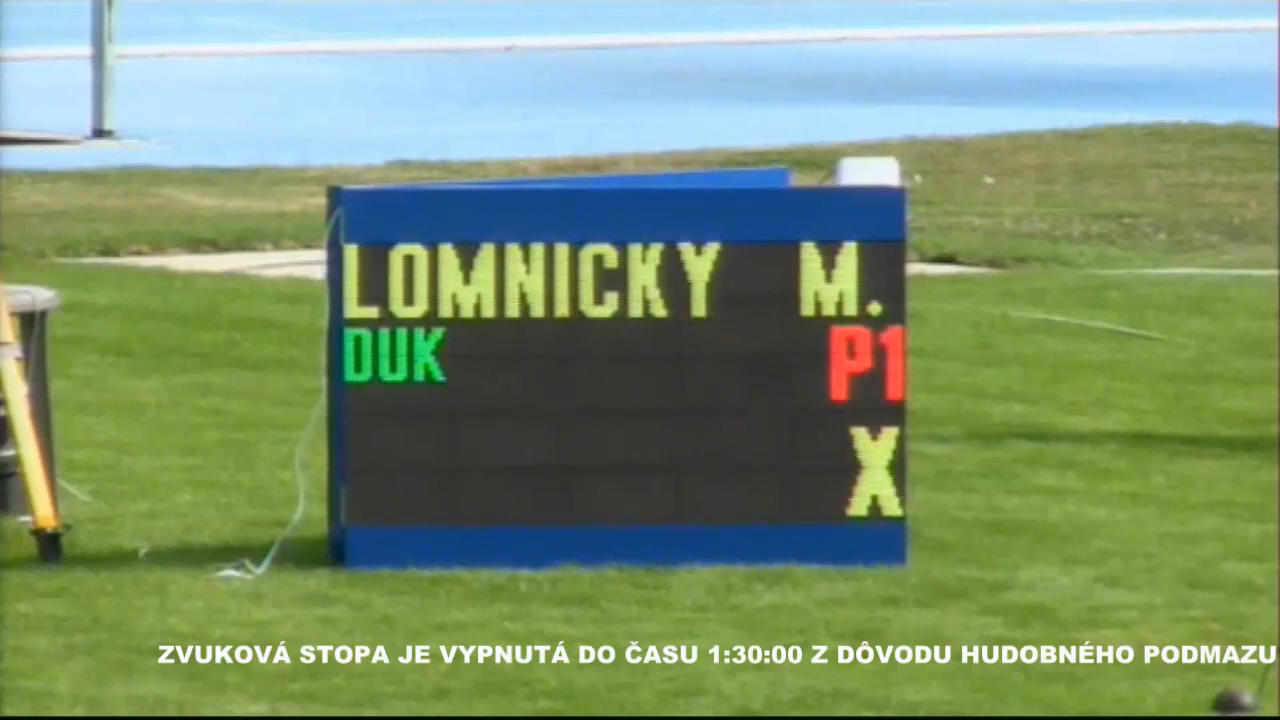 LOMNICKY M.
DUK P1
X
ZVUKOVÁ STOPA JE VYPNUTÁ DO ČASU 1:30:00 Z DÔVODU HUDOBNÉHO PODMAZU